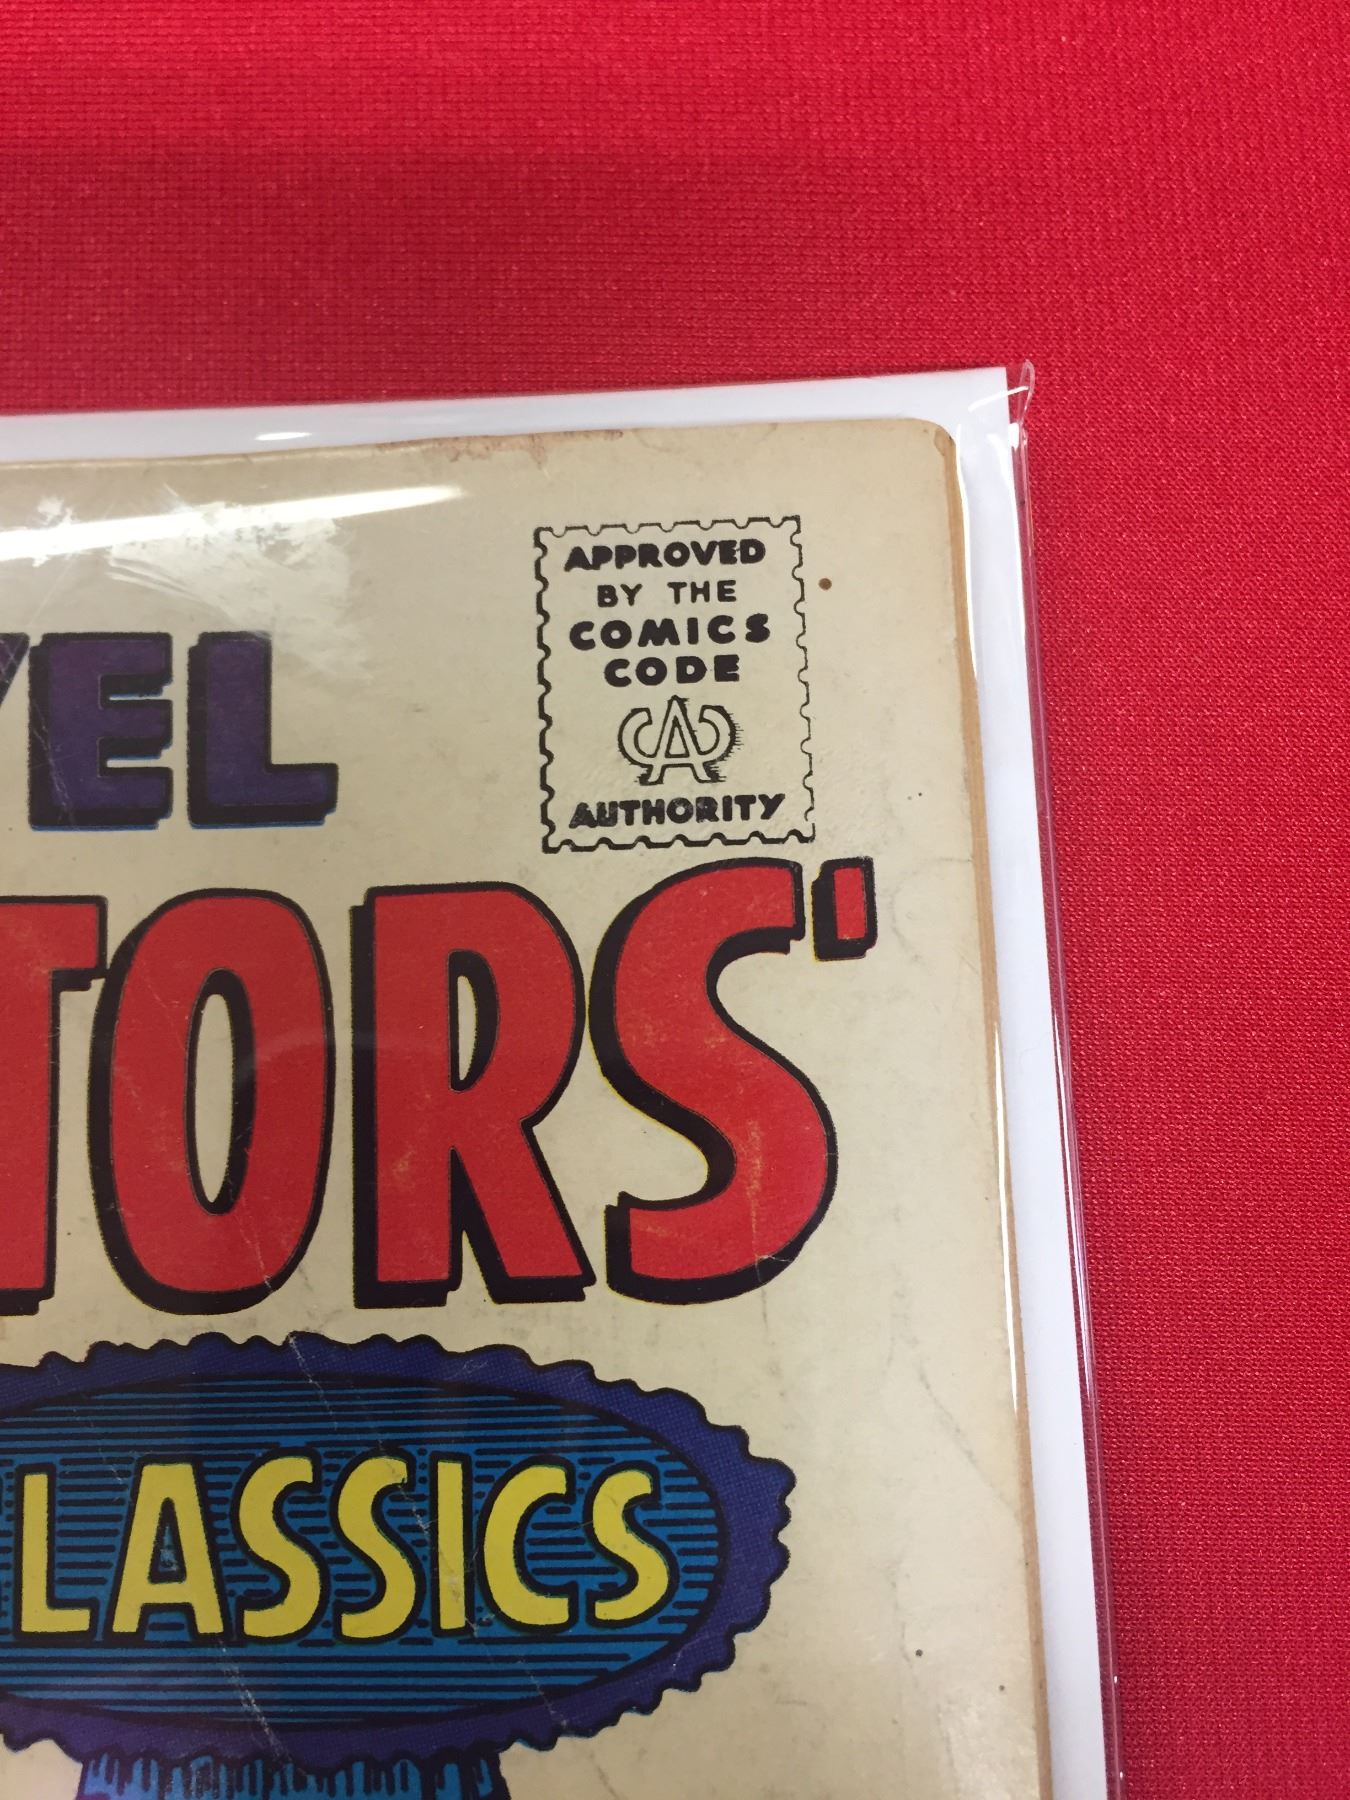 APPROVED
BY THE
COMICS
CODE
CA
AUTHORITY
VEL
TORS'
LASSICS